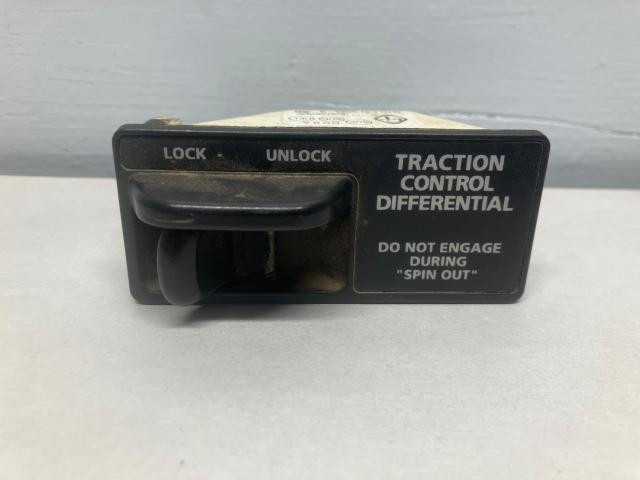 LOCK UNLOCK
TRACTION
CONTROL
DIFFERENTIAL
DO NOT ENGAGE
DURING
"SPIN OUT"